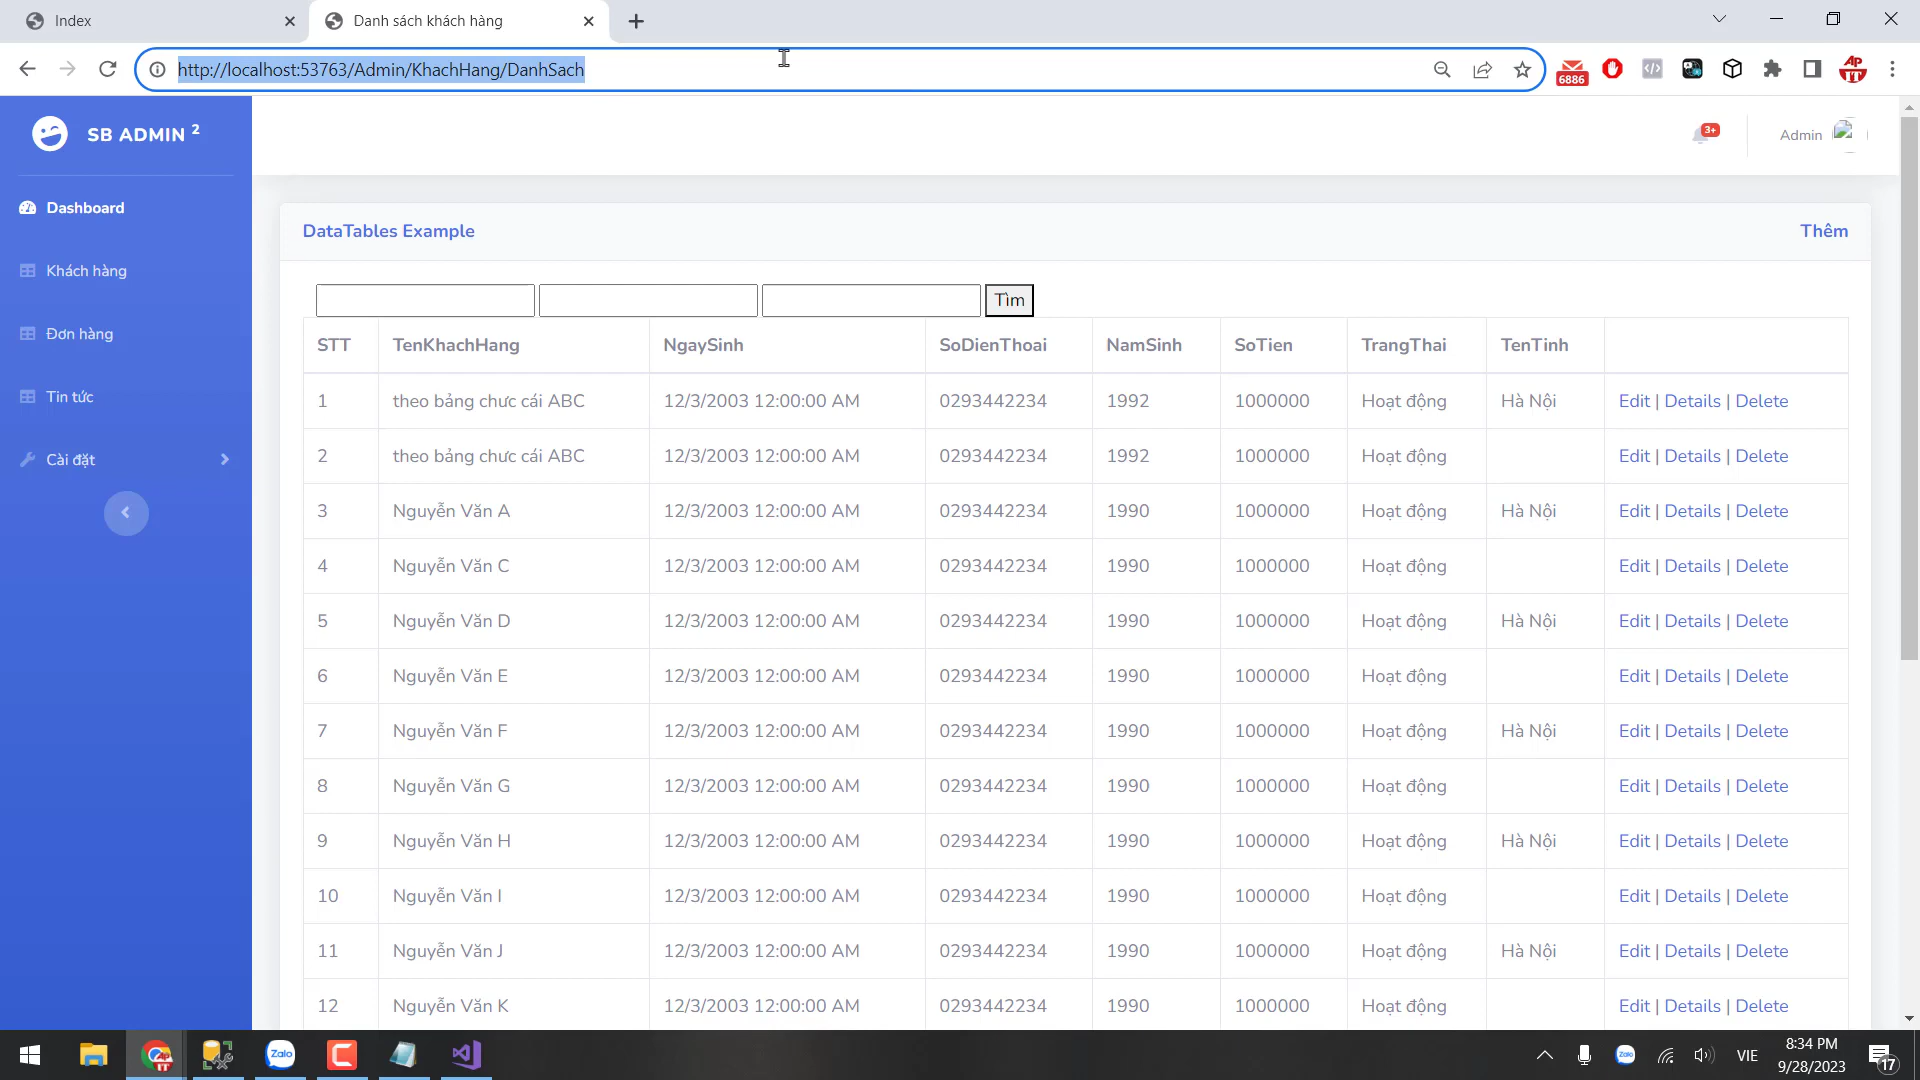 Index
Danh sách khách hàng
http://localhost:53763/Admin/KhachHang/DanhSach
6886
AP
IT
SB ADMIN 2
3+
Admin
Dashboard
Khách hàng
Đơn hàng
Tin tức
Cài đặt
DataTables Example
Thêm
Tìm
STT TenKhachHang NgaySinh SoDienThoai NamSinh SoTien TrangThai TenTinh
1 theo bảng chưc cái ABC 12/3/2003 12:00:00 AM 0293442234 1992 1000000 Hoạt động Hà Nội Edit | Details | Delete
2 theo bảng chưc cái ABC 12/3/2003 12:00:00 AM 0293442234 1992 1000000 Hoạt động Edit | Details | Delete
3 Nguyễn Văn A 12/3/2003 12:00:00 AM 0293442234 1990 1000000 Hoạt động Hà Nội Edit | Details | Delete
4 Nguyễn Văn C 12/3/2003 12:00:00 AM 0293442234 1990 1000000 Hoạt động Edit | Details | Delete
5 Nguyễn Văn D 12/3/2003 12:00:00 AM 0293442234 1990 1000000 Hoạt động Hà Nội Edit | Details | Delete
6 Nguyễn Văn E 12/3/2003 12:00:00 AM 0293442234 1990 1000000 Hoạt động Edit | Details | Delete
7 Nguyễn Văn F 12/3/2003 12:00:00 AM 0293442234 1990 1000000 Hoạt động Hà Nội Edit | Details | Delete
8 Nguyễn Văn G 12/3/2003 12:00:00 AM 0293442234 1990 1000000 Hoạt động Edit | Details | Delete
9 Nguyễn Văn H 12/3/2003 12:00:00 AM 0293442234 1990 1000000 Hoạt động Hà Nội Edit | Details | Delete
10 Nguyễn Văn I 12/3/2003 12:00:00 AM 0293442234 1990 1000000 Hoạt động Edit | Details | Delete
11 Nguyễn Văn J 12/3/2003 12:00:00 AM 0293442234 1990 1000000 Hoạt động Hà Nội Edit | Details | Delete
12 Nguyễn Văn K 12/3/2003 12:00:00 AM 0293442234 1990 1000000 Hoạt động Edit | Details | Delete
Zalo
VIE
8:34 PM
9/28/2023
17